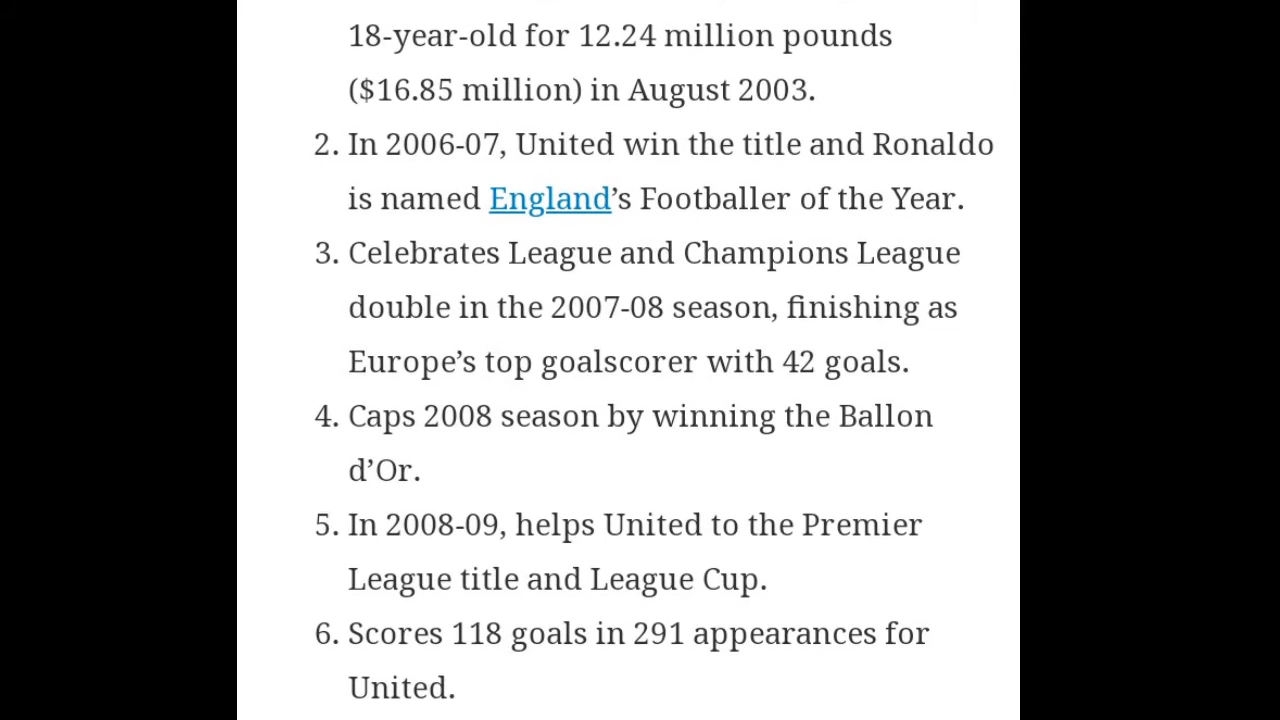 18-year-old for 12.24 million pounds
($16.85 million) in August 2003.
2. In 2006-07, United win the title and Ronaldo
is named England’s Footballer of the Year.
3. Celebrates League and Champions League
double in the 2007-08 season, finishing as
Europe’s top goalscorer with 42 goals.
4. Caps 2008 season by winning the Ballon
d’Or.
5. In 2008-09, helps United to the Premier
League title and League Cup.
6. Scores 118 goals in 291 appearances for
United.